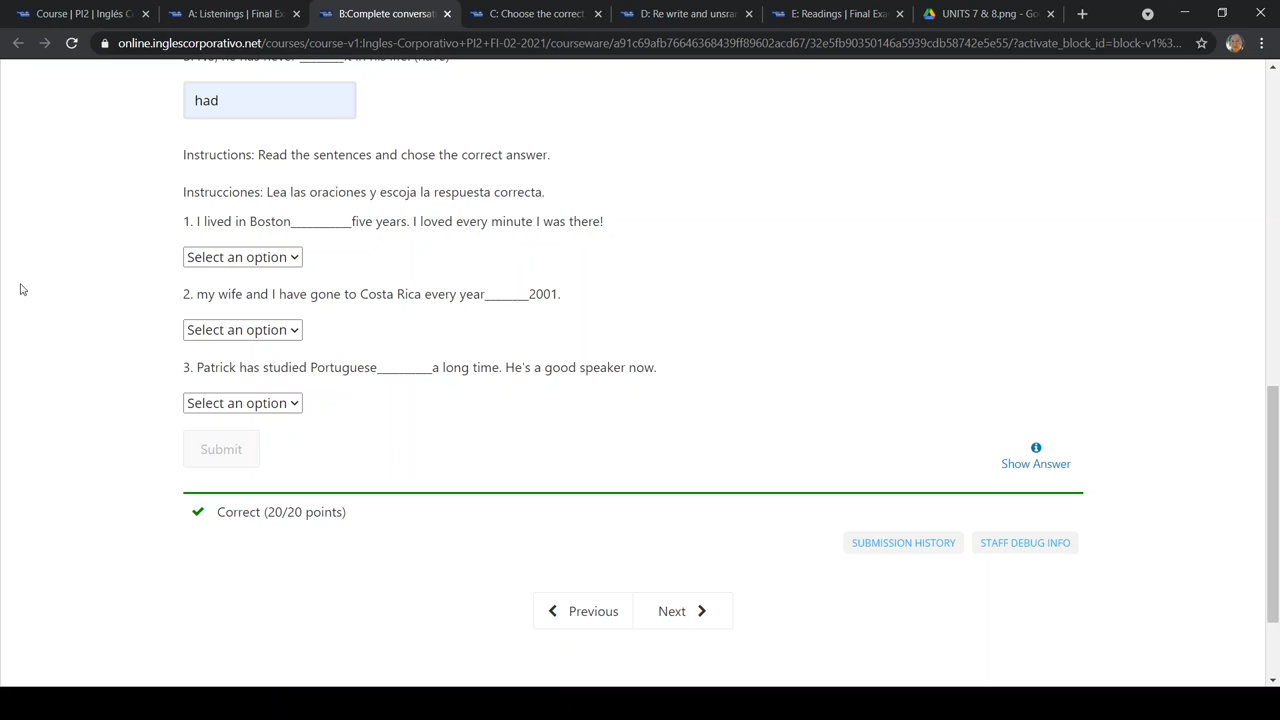 Course | PI2 | Inglés C
A: Listenings | Final Ex
B:Complete conversat
C: Choose the correct
D: Re write and unsra
E: Readings | Final Exa
UNITS 7 & 8.png - Go
online.inglescorporativo.net/courses/course-v1:Ingles-Corporativo+PI2+FI-02-2021/courseware/a91c69afb76646368439ff89602acd67/32e5fb90350146a5939cdb58742e5e55/?activate_block_id=block-v1%3...
had
Instructions: Read the sentences and chose the correct answer.
Instrucciones: Lea las oraciones y escoja la respuesta correcta.
1. I lived in Boston__________five years. I loved every minute I was there!
Select an option
2. my wife and I have gone to Costa Rica every year_______2001.
Select an option
3. Patrick has studied Portuguese_________a long time. He's a good speaker now.
Select an option
Submit
Show Answer
Correct (20/20 points)
SUBMISSION HISTORY
STAFF DEBUG INFO
Previous
Next